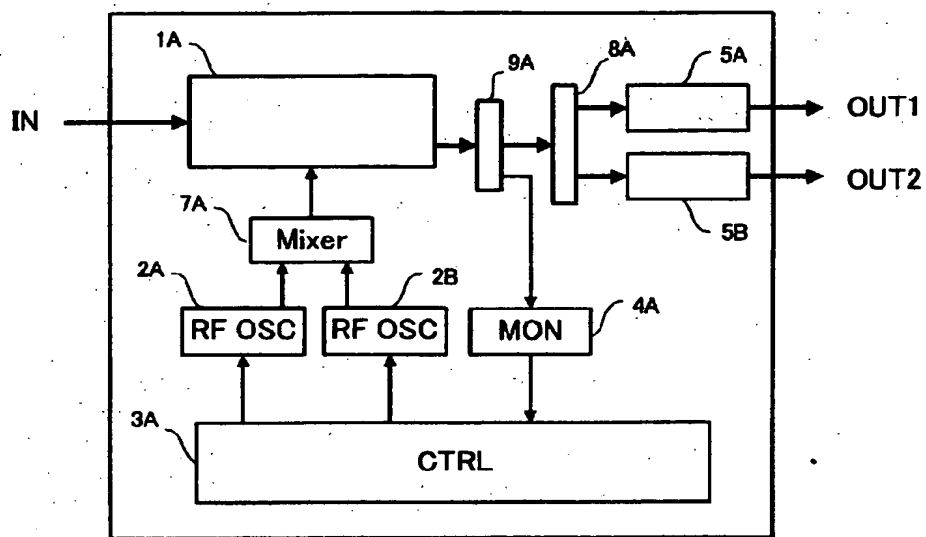 1A
9A
8A
5A
IN
OUT1
OUT2
7A
Mixer
5B
2A
2B
4A
RF OSC
RF OSC
MON
3A
CTRL